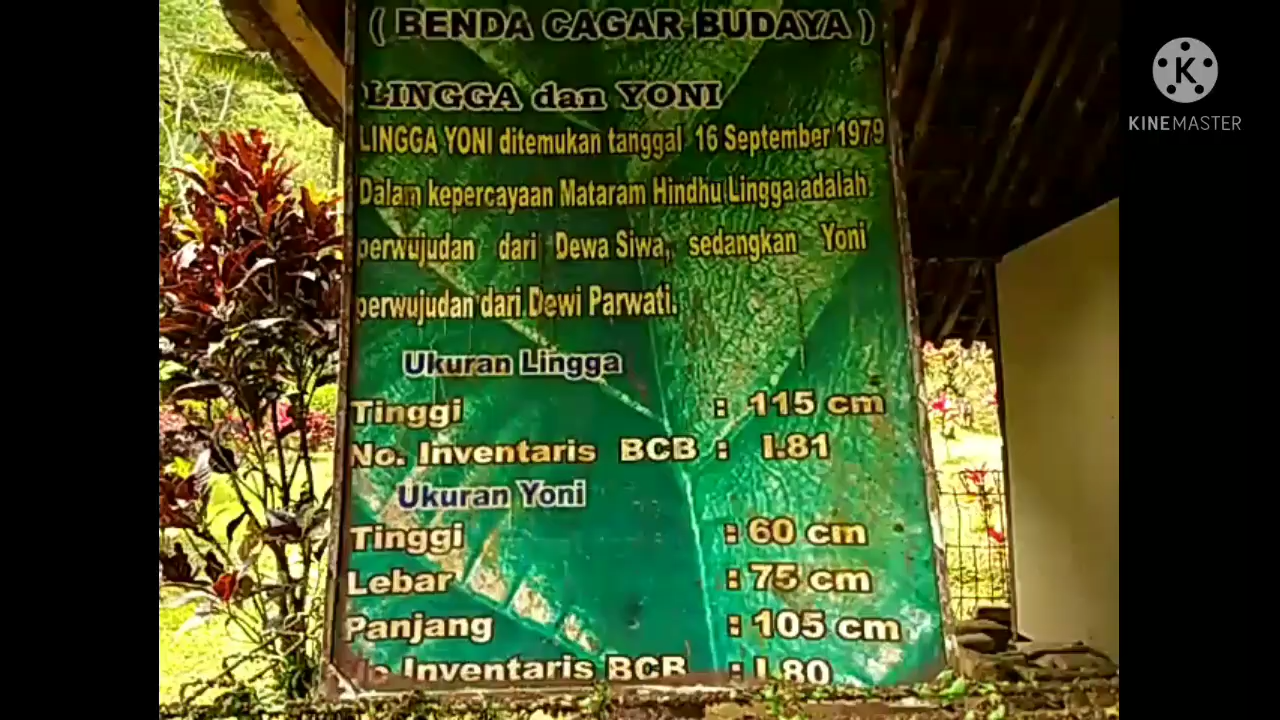 ( BENDA CAGAR BUDAYA )
LINGGA dan YONI
LINGGA YONI ditemukan tanggal 16 September 1979
Dalam kepercayaan Mataram Hindhu Lingga adalah
perwujudan dari Dewa Siwa, sedangkan Yoni
perwujudan dari Dewi Parwati.
Ukuran Lingga
Tinggi : 115 cm
No. Inventaris BCB : I.81
Ukuran Yoni
Tinggi : 60 cm
Lebar : 75 cm
Panjang : 105 cm
No Inventaris BCB : I.80
KINEMASTER